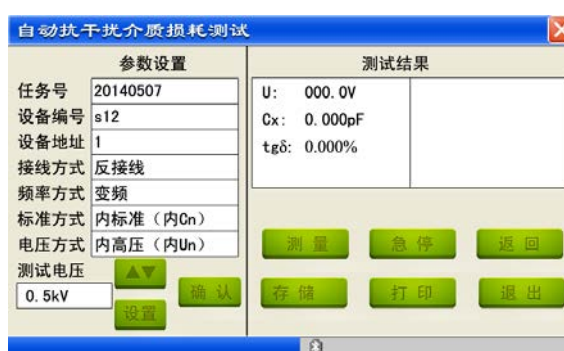 自动抗干扰介质损耗测试
参数设置
任务号 20140507
设备编号 s12
设备地址 1
接线方式 反接线
频率方式 变频
标准方式 内标准（内Cn）
电压方式 内高压（内Un）
测试电压
0.5kV
▲▼
设置
确认
测试结果
U: 000.0V
Cx: 0.000pF
tgδ: 0.000%
测量 急停 返回
存储 打印 退出